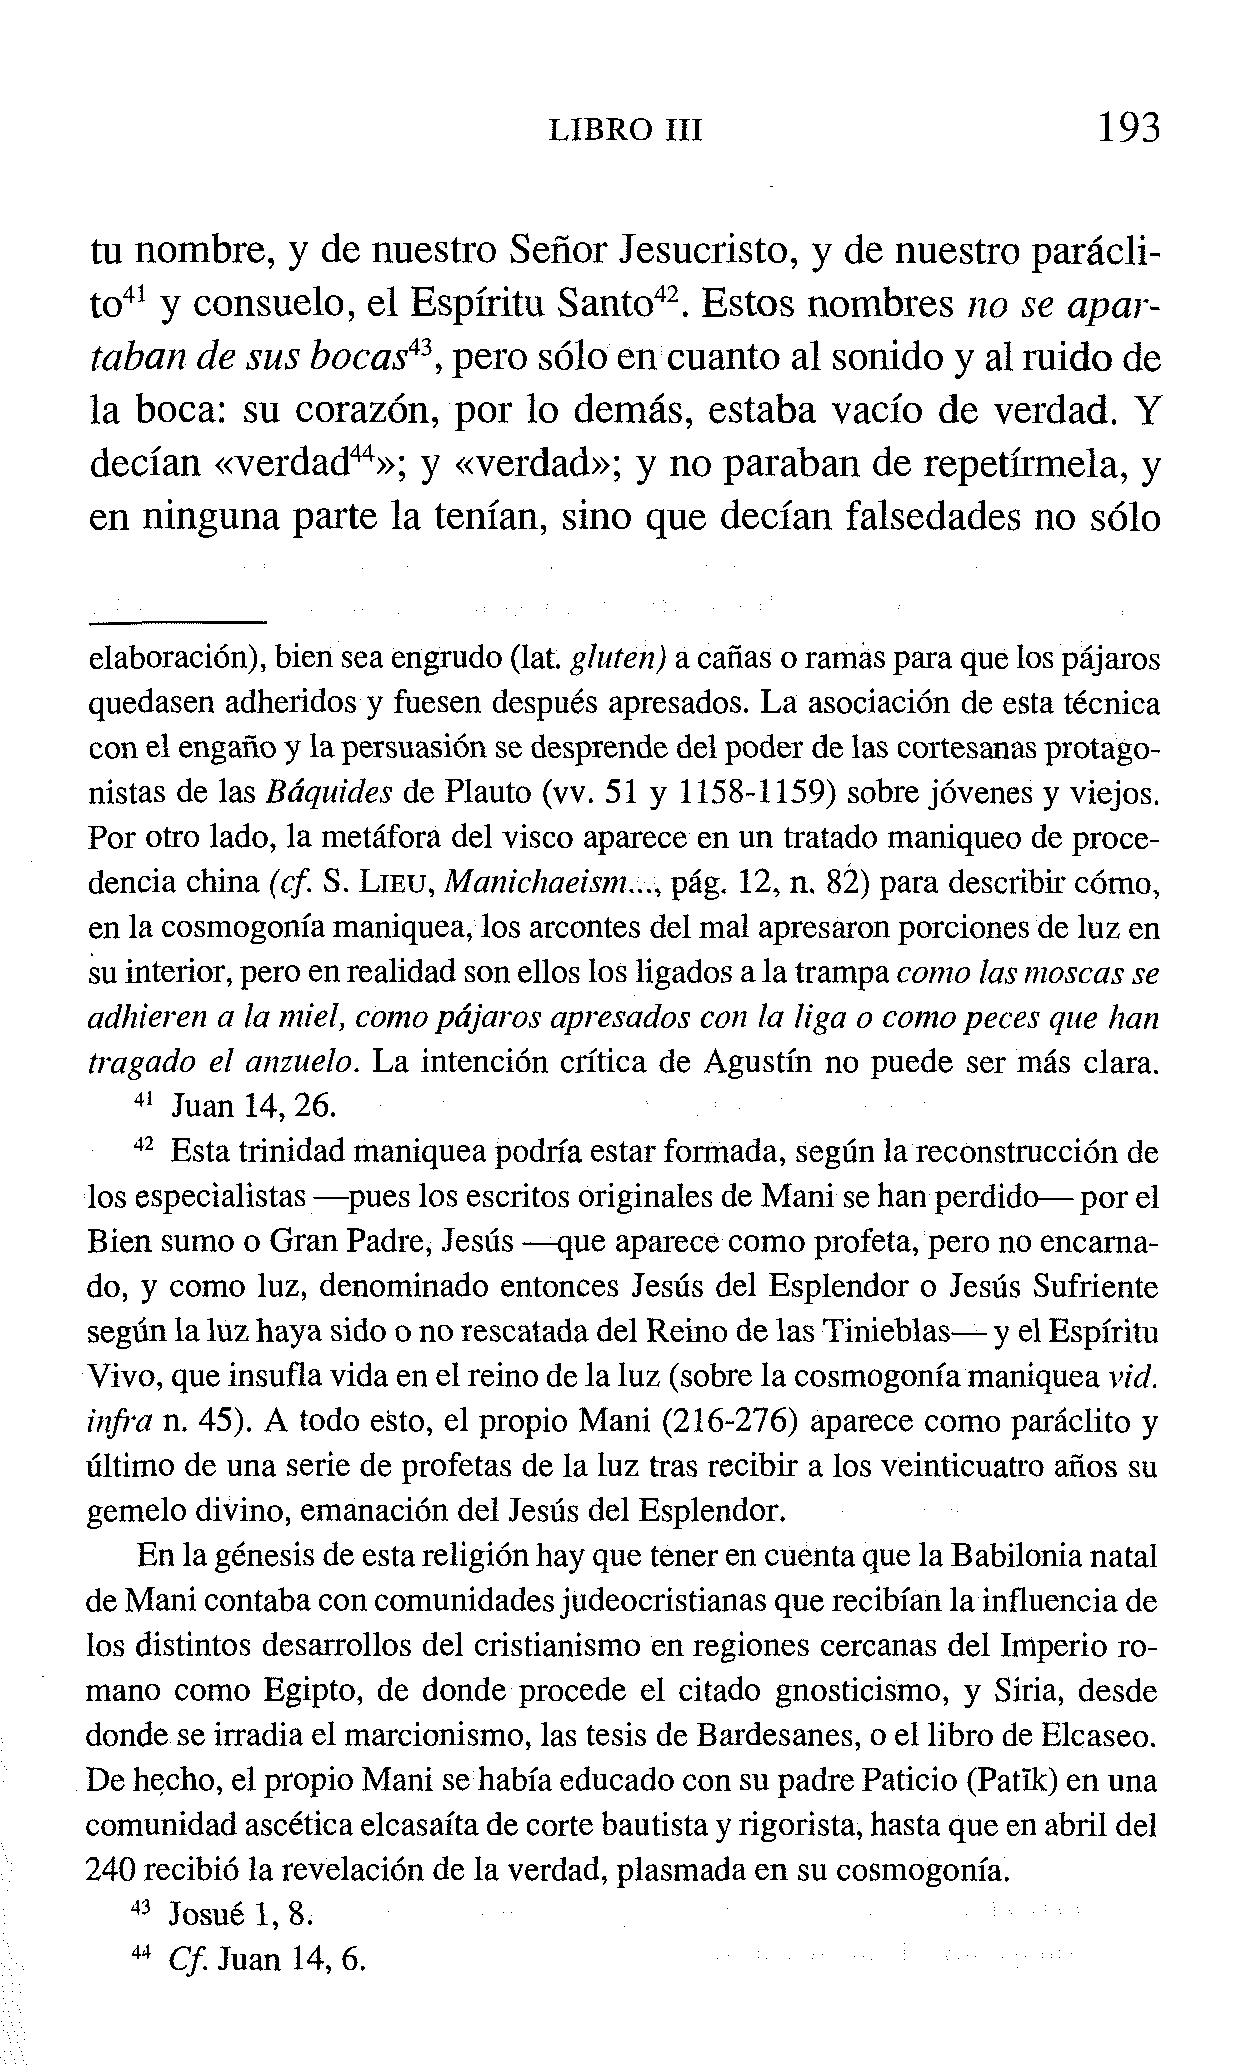 LIBRO III 193
tu nombre, y de nuestro Señor Jesucristo, y de nuestro parácli-
to⁴¹ y consuelo, el Espíritu Santo⁴². Estos nombres no se apar-
taban de sus bocas⁴³, pero sólo en cuanto al sonido y al ruido de
la boca: su corazón, por lo demás, estaba vacío de verdad. Y
decían «verdad⁴⁴»; y «verdad»; y no paraban de repetírmela, y
en ninguna parte la tenían, sino que decían falsedades no sólo
elaboración), bien sea engrudo (lat. gluten) a cañas o ramas para que los pájaros
quedasen adheridos y fuesen después apresados. La asociación de esta técnica
con el engaño y la persuasión se desprende del poder de las cortesanas protago-
nistas de las Báquides de Plauto (vv. 51 y 1158-1159) sobre jóvenes y viejos.
Por otro lado, la metáfora del visco aparece en un tratado maniqueo de proce-
dencia china (cf. S. LIEU, Manichaeism..., pág. 12, n. 82) para describir cómo,
en la cosmogonía maniquea, los arcontes del mal apresaron porciones de luz en
su interior, pero en realidad son ellos los ligados a la trampa como las moscas se
adhieren a la miel, como pájaros apresados con la liga o como peces que han
tragado el anzuelo. La intención crítica de Agustín no puede ser más clara.
⁴¹ Juan 14, 26.
⁴² Esta trinidad maniquea podría estar formada, según la reconstrucción de
los especialistas —pues los escritos originales de Mani se han perdido— por el
Bien sumo o Gran Padre, Jesús —que aparece como profeta, pero no encarna-
do, y como luz, denominado entonces Jesús del Esplendor o Jesús Sufriente
según la luz haya sido o no rescatada del Reino de las Tinieblas— y el Espíritu
Vivo, que insufla vida en el reino de la luz (sobre la cosmogonía maniquea vid.
infra n. 45). A todo esto, el propio Mani (216-276) aparece como paráclito y
último de una serie de profetas de la luz tras recibir a los veinticuatro años su
gemelo divino, emanación del Jesús del Esplendor.
En la génesis de esta religión hay que tener en cuenta que la Babilonia natal
de Mani contaba con comunidades judeocristianas que recibían la influencia de
los distintos desarrollos del cristianismo en regiones cercanas del Imperio ro-
mano como Egipto, de donde procede el citado gnosticismo, y Siria, desde
donde se irradia el marcionismo, las tesis de Bardesanes, o el libro de Elcaseo.
De hecho, el propio Mani se había educado con su padre Paticio (Patīk) en una
comunidad ascética elcasaíta de corte bautista y rigorista, hasta que en abril del
240 recibió la revelación de la verdad, plasmada en su cosmogonía.
⁴³ Josué 1, 8.
⁴⁴ Cf. Juan 14, 6.